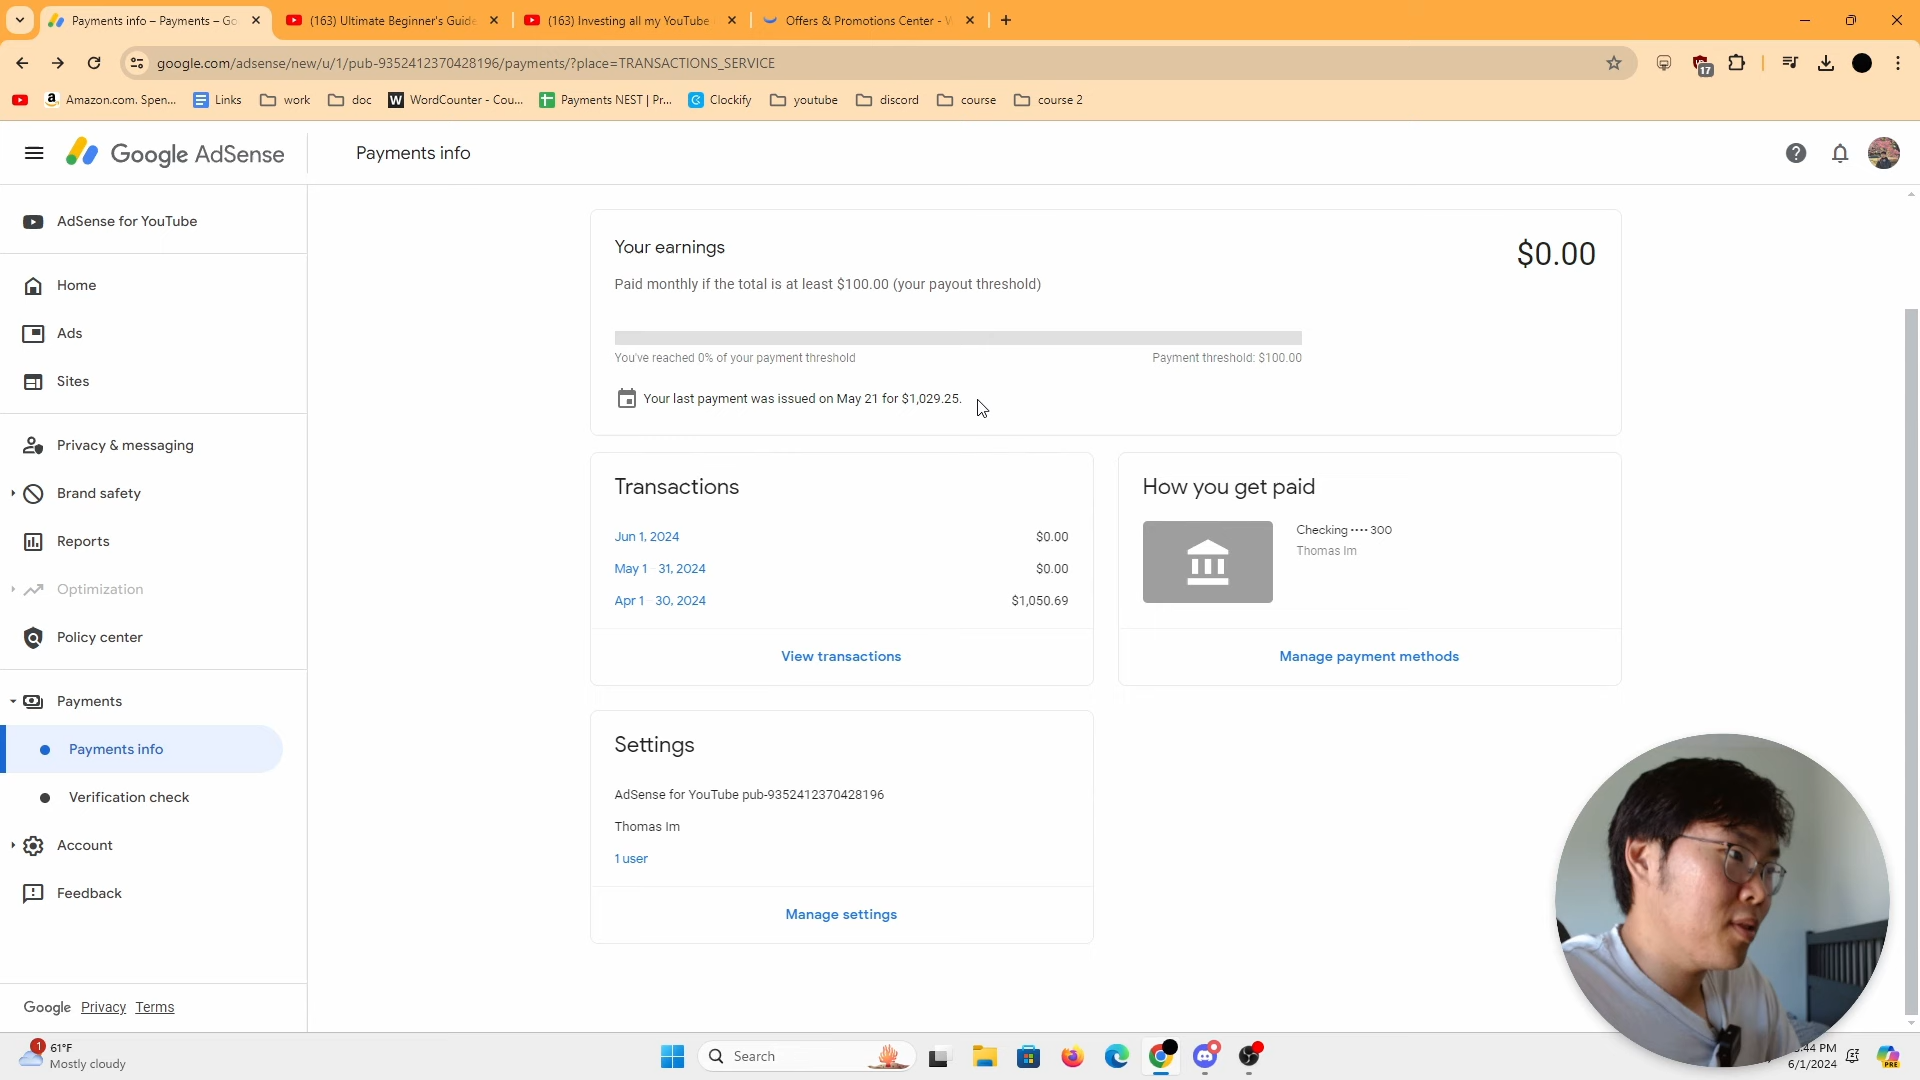 Payments info – Payments – Go
(163) Ultimate Beginner's Guide
(163) Investing all my YouTube
Offers & Promotions Center - W
google.com/adsense/new/u/1/pub-9352412370428196/payments/?place=TRANSACTIONS_SERVICE
17
Amazon.com. Spen...
Links
work
doc
W
WordCounter - Cou...
Payments NEST | Pr...
Clockify
youtube
discord
course
course 2
Google AdSense
Payments info
AdSense for YouTube
Home
Ads
Sites
Privacy & messaging
Brand safety
Reports
Optimization
Policy center
Payments
Payments info
Verification check
Account
Feedback
Google Privacy Terms
Your earnings
$0.00
Paid monthly if the total is at least $100.00 (your payout threshold)
You've reached 0% of your payment threshold
Payment threshold: $100.00
Your last payment was issued on May 21 for $1,029.25.
Transactions
Jun 1, 2024 $0.00
May 1 - 31, 2024 $0.00
Apr 1 - 30, 2024 $1,050.69
View transactions
How you get paid
Checking •••• 300
Thomas Im
Manage payment methods
Settings
AdSense for YouTube pub-9352412370428196
Thomas Im
1 user
Manage settings
1
61°F
Mostly cloudy
Search
:44 PM
6/1/2024
PRE